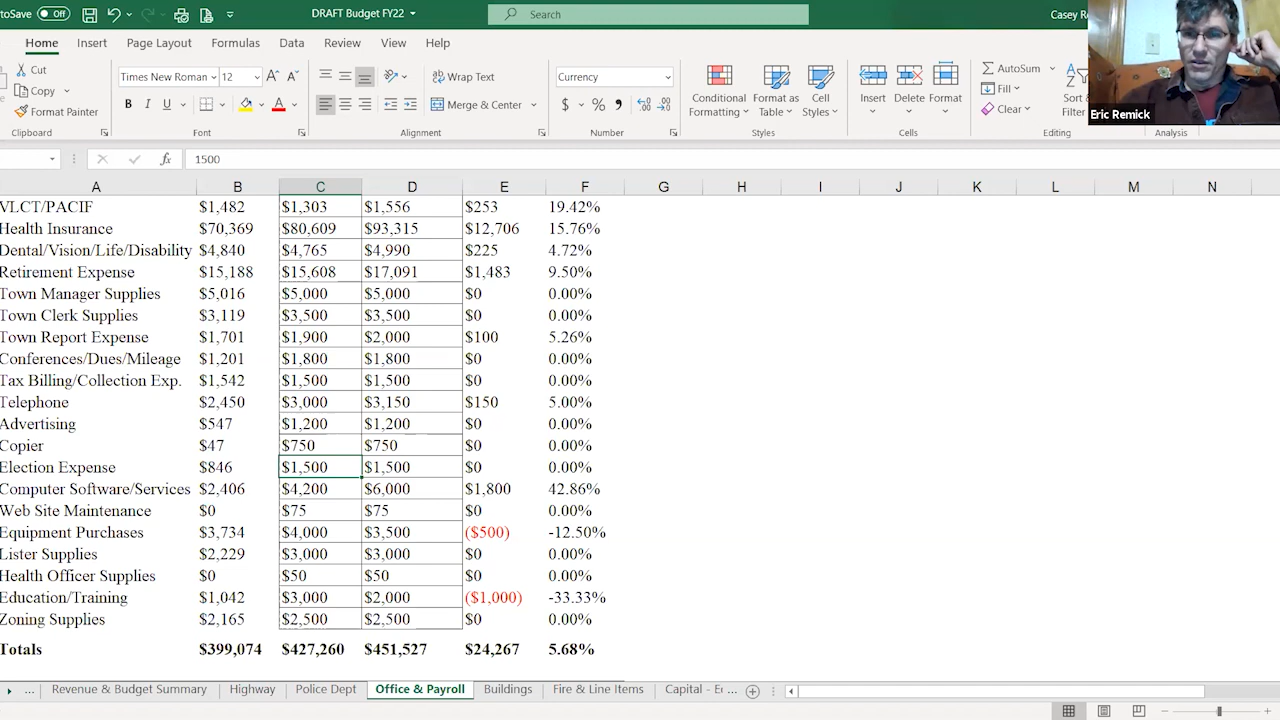 toSave Off DRAFT Budget FY22 Search Casey R
Home Insert Page Layout Formulas Data Review View Help
Cut
Copy
Format Painter
Clipboard
Times New Roman 12
B I U
Font
Wrap Text
Merge & Center
Alignment
Currency
$ % ,
Number
Conditional Formatting
Format as Table
Cell Styles
Styles
Insert Delete Format
Cells
AutoSum
Fill
Clear
Sort
Filter
Editing
Analysis
Eric Remick
fx 1500
A B C D E F G H I J K L M N
VLCT/PACIF $1,482 $1,303 $1,556 $253 19.42%
Health Insurance $70,369 $80,609 $93,315 $12,706 15.76%
Dental/Vision/Life/Disability $4,840 $4,765 $4,990 $225 4.72%
Retirement Expense $15,188 $15,608 $17,091 $1,483 9.50%
Town Manager Supplies $5,016 $5,000 $5,000 $0 0.00%
Town Clerk Supplies $3,119 $3,500 $3,500 $0 0.00%
Town Report Expense $1,701 $1,900 $2,000 $100 5.26%
Conferences/Dues/Mileage $1,201 $1,800 $1,800 $0 0.00%
Tax Billing/Collection Exp. $1,542 $1,500 $1,500 $0 0.00%
Telephone $2,450 $3,000 $3,150 $150 5.00%
Advertising $547 $1,200 $1,200 $0 0.00%
Copier $47 $750 $750 $0 0.00%
Election Expense $846 $1,500 $1,500 $0 0.00%
Computer Software/Services $2,406 $4,200 $6,000 $1,800 42.86%
Web Site Maintenance $0 $75 $75 $0 0.00%
Equipment Purchases $3,734 $4,000 $3,500 ($500) -12.50%
Lister Supplies $2,229 $3,000 $3,000 $0 0.00%
Health Officer Supplies $0 $50 $50 $0 0.00%
Education/Training $1,042 $3,000 $2,000 ($1,000) -33.33%
Zoning Supplies $2,165 $2,500 $2,500 $0 0.00%
Totals $399,074 $427,260 $451,527 $24,267 5.68%
... Revenue & Budget Summary Highway Police Dept Office & Payroll Buildings Fire & Line Items Capital - Ec ...